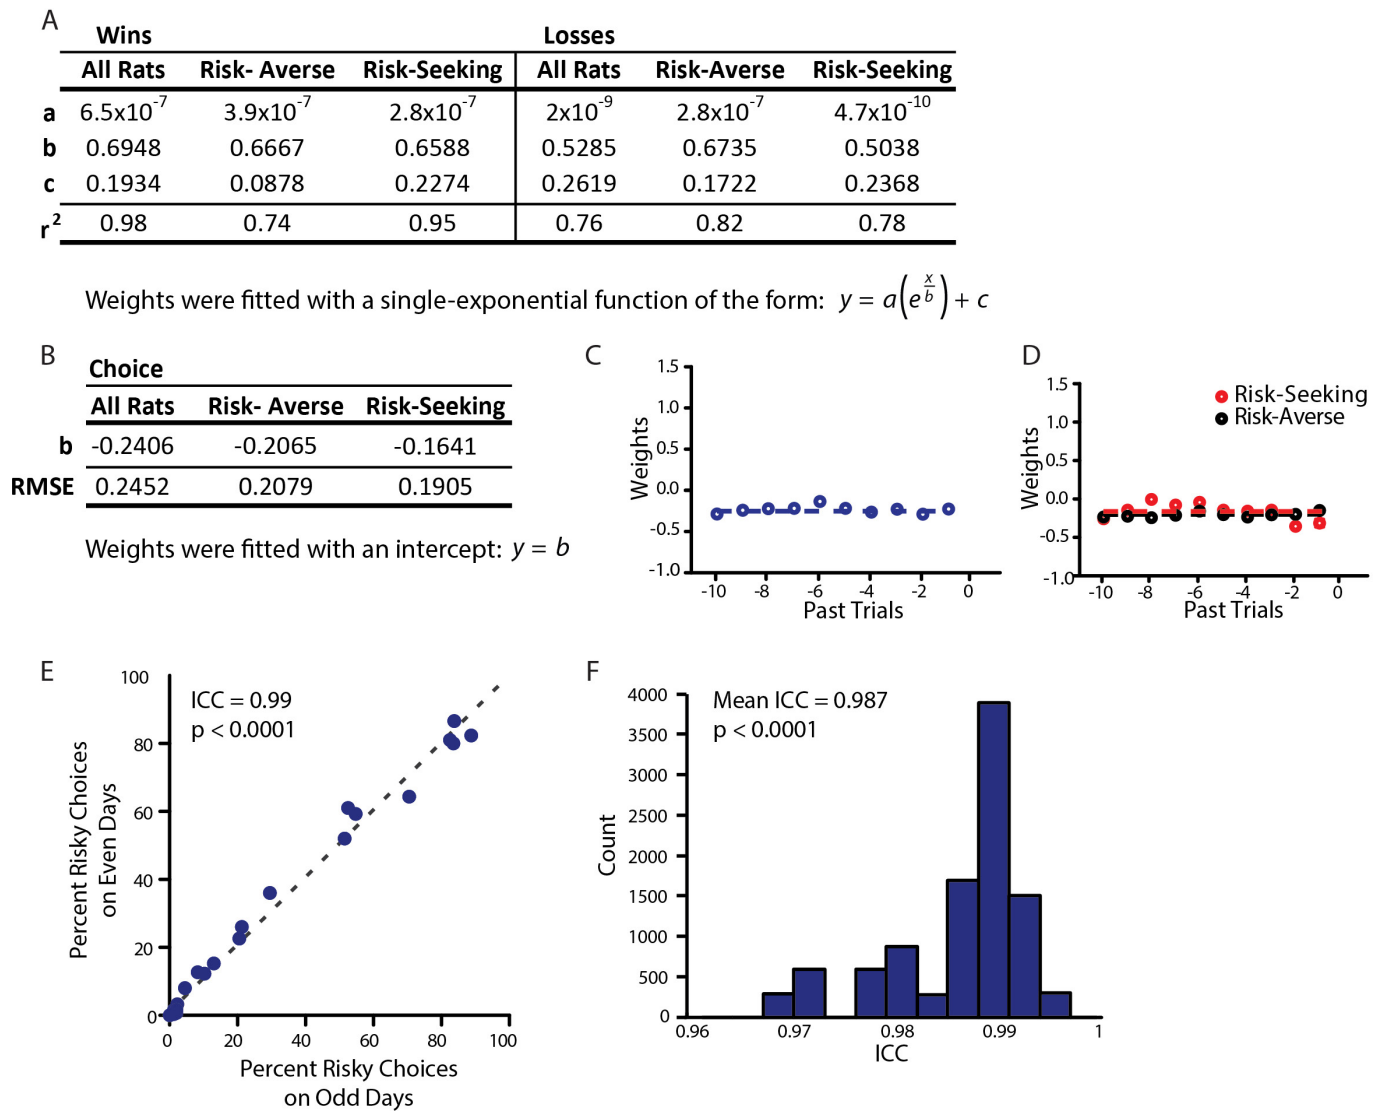 A
Wins Losses
All Rats Risk- Averse Risk-Seeking All Rats Risk-Averse Risk-Seeking
a 6.5x10^-7 3.9x10^-7 2.8x10^-7 2x10^-9 2.8x10^-7 4.7x10^-10
b 0.6948 0.6667 0.6588 0.5285 0.6735 0.5038
c 0.1934 0.0878 0.2274 0.2619 0.1722 0.2368
r^2 0.98 0.74 0.95 0.76 0.82 0.78
Weights were fitted with a single-exponential function of the form: y = a(e^(x/b)) + c
B
Choice
All Rats Risk- Averse Risk-Seeking
b -0.2406 -0.2065 -0.1641
RMSE 0.2452 0.2079 0.1905
Weights were fitted with an intercept: y = b
C
Weights
1.5
1.0
0.5
0.0
-0.5
-1.0
-10 -8 -6 -4 -2 0
Past Trials
D
Risk-Seeking
Risk-Averse
Weights
1.5
1.0
0.5
0.0
-0.5
-1.0
-10 -8 -6 -4 -2 0
Past Trials
E
ICC = 0.99
p < 0.0001
Percent Risky Choices
on Even Days
100
80
60
40
20
0
0 20 40 60 80 100
Percent Risky Choices
on Odd Days
F
Mean ICC = 0.987
p < 0.0001
Count
4000
3500
3000
2500
2000
1500
1000
500
0
0.96 0.97 0.98 0.99 1
ICC